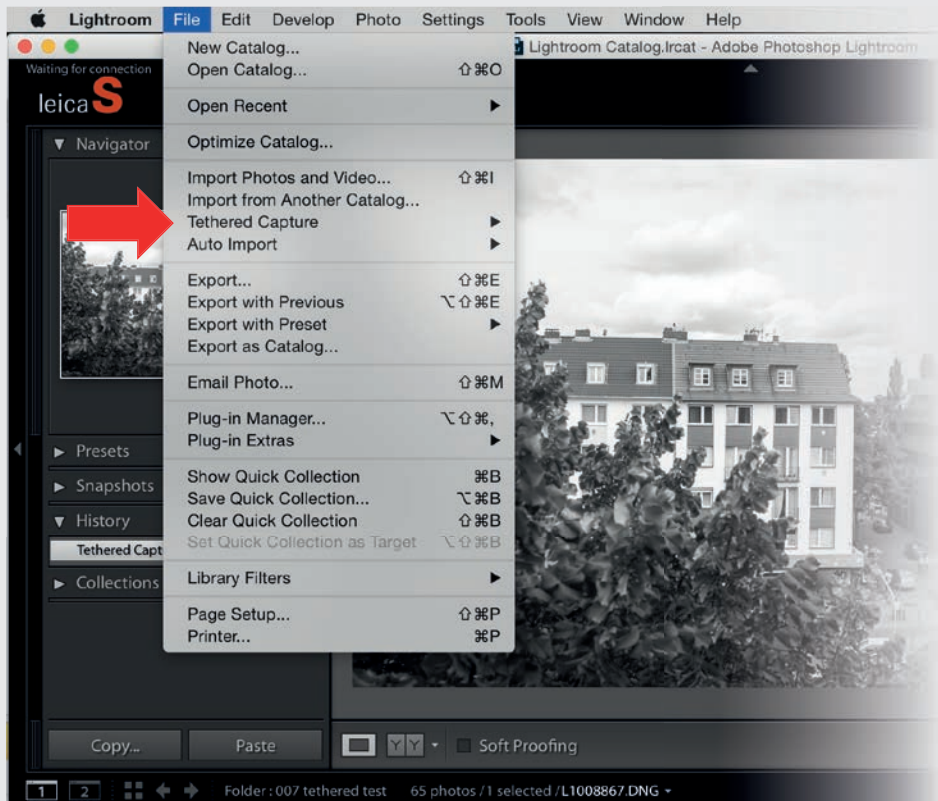 Lightroom File Edit Develop Photo Settings Tools View Window Help
Lightroom Catalog.lrcat - Adobe Photoshop Lightroom
Waiting for connection
leica S
Navigator
New Catalog...
Open Catalog... ⇧⌘O
Open Recent ▶
Optimize Catalog...
Import Photos and Video... ⇧⌘I
Import from Another Catalog...
Tethered Capture ▶
Auto Import ▶
Export... ⇧⌘E
Export with Previous ⌥⇧⌘E
Export with Preset ▶
Export as Catalog...
Email Photo... ⇧⌘M
Plug-in Manager... ⌥⇧⌘,
Plug-in Extras ▶
Show Quick Collection ⌘B
Save Quick Collection... ⌥⌘B
Clear Quick Collection ⇧⌘B
Set Quick Collection as Target ⌥⇧⌘B
Library Filters ▶
Page Setup... ⇧⌘P
Printer... ⌘P
Presets
Snapshots
History
Tethered Capt
Collections
Copy... Paste
Y Y
Soft Proofing
1 2 Folder : 007 tethered test 65 photos / 1 selected / L1008867.DNG